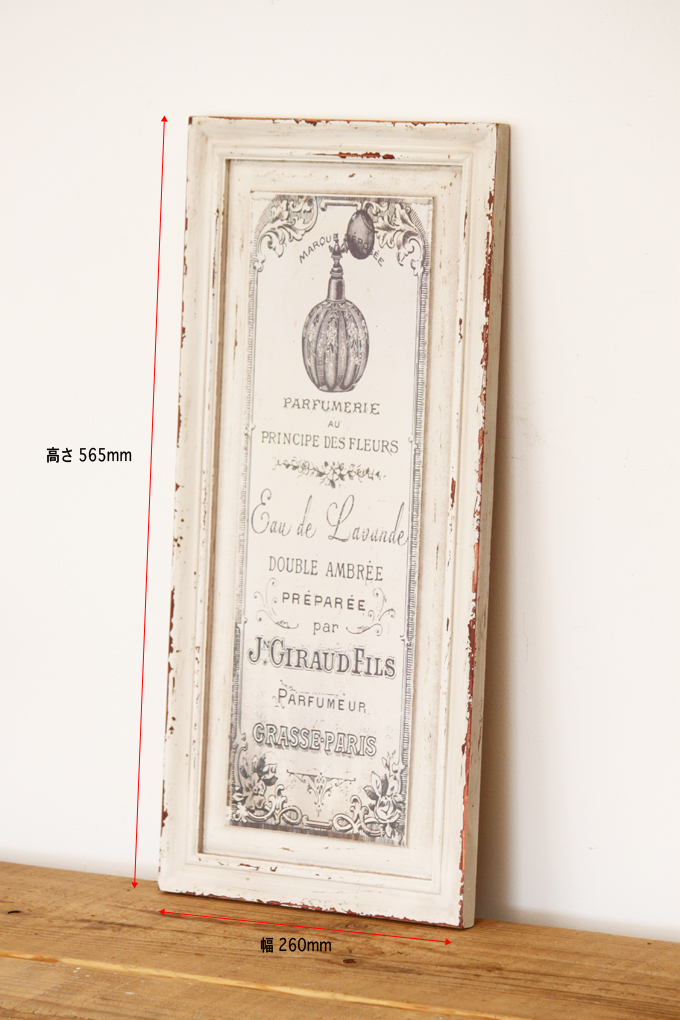 MARQUE
PARFUMERIE
AU
PRINCIPE DES FLEURS
Eau de Lavande
DOUBLE AMBRÉE
PRÉPARÉE
par
JN. GIRAUD FILS
PARFUMEUR
GRASSE-PARIS
高さ 565mm
幅 260mm